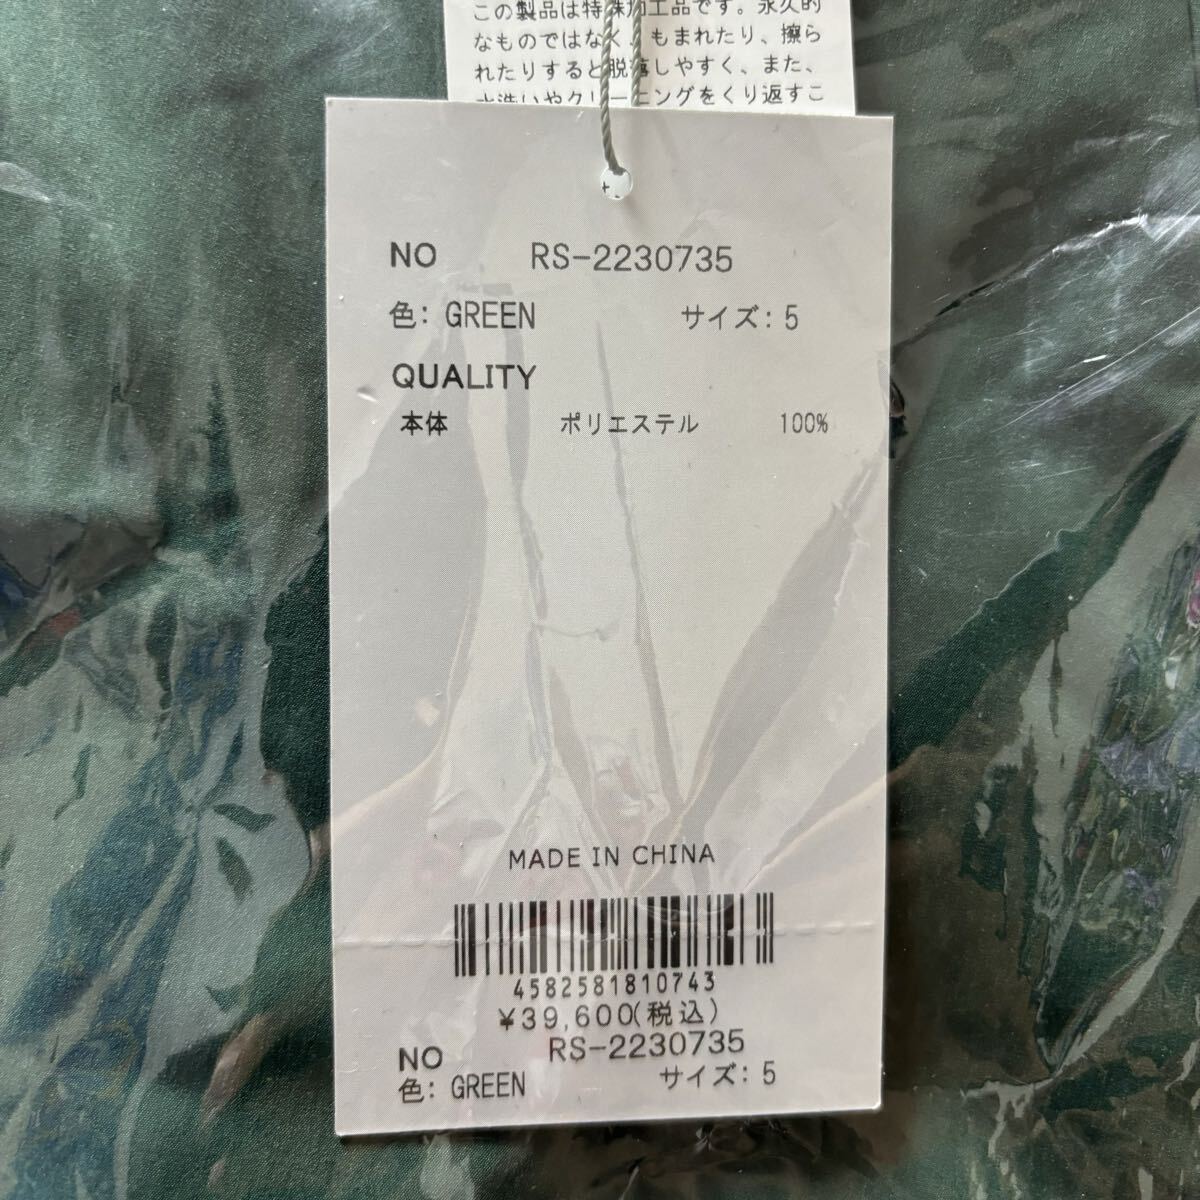 この製品は特殊加工品です。永久的
なものではなく、もまれたり、擦ら
れたりすると脱落しやすく、また、
水洗いやクリーニングをくり返すこ
NO RS-2230735
色: GREEN サイズ: 5
QUALITY
本体 ポリエステル 100%
MADE IN CHINA
4582581810743
¥39,600(税込)
NO RS-2230735
色: GREEN サイズ: 5